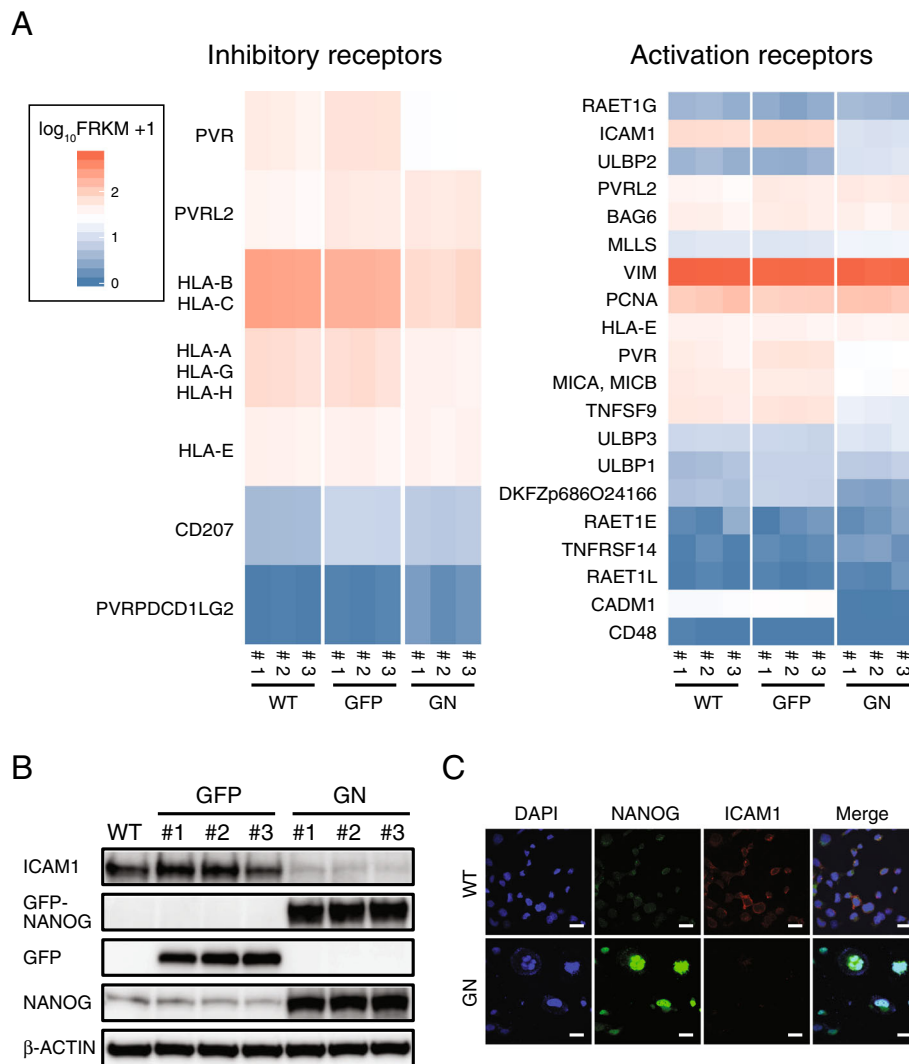 A
Inhibitory receptors
Activation receptors
log10FRKM +1
2
1
0
PVR
PVRL2
HLA-B
HLA-C
HLA-A
HLA-G
HLA-H
HLA-E
CD207
PVRPDCD1LG2
#1 #2 #3 #1 #2 #3 #1 #2 #3
WT GFP GN
RAET1G
ICAM1
ULBP2
PVRL2
BAG6
MLLS
VIM
PCNA
HLA-E
PVR
MICA, MICB
TNFSF9
ULBP3
ULBP1
DKFZp686O24166
RAET1E
TNFRSF14
RAET1L
CADM1
CD48
#1 #2 #3 #1 #2 #3 #1 #2 #3
WT GFP GN
B
GFP GN
WT #1 #2 #3 #1 #2 #3
ICAM1
GFP-
NANOG
GFP
NANOG
β-ACTIN
C
DAPI NANOG ICAM1 Merge
WT
GN